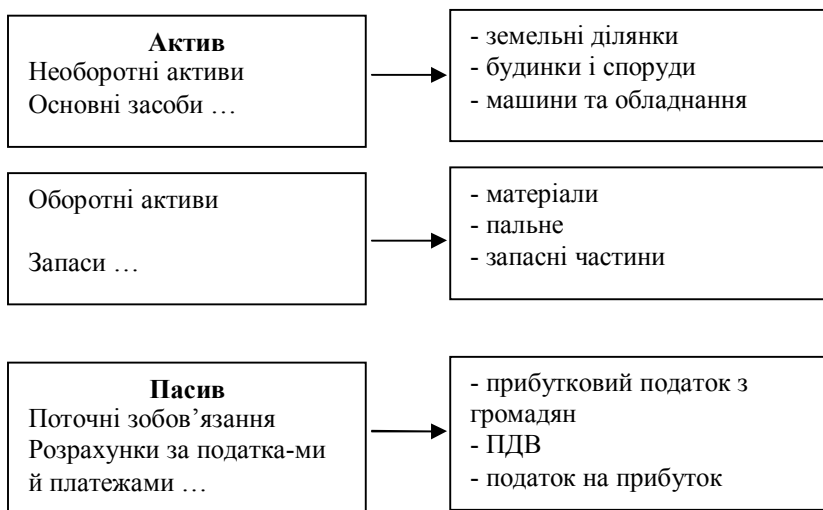 Актив
Необоротні активи
Основні засоби …
- земельні ділянки
- будинки і споруди
- машини та обладнання
Оборотні активи
Запаси …
- матеріали
- пальне
- запасні частини
Пасив
Поточні зобов’язання
Розрахунки за податка-ми
й платежами …
- прибутковий податок з
громадян
- ПДВ
- податок на прибуток